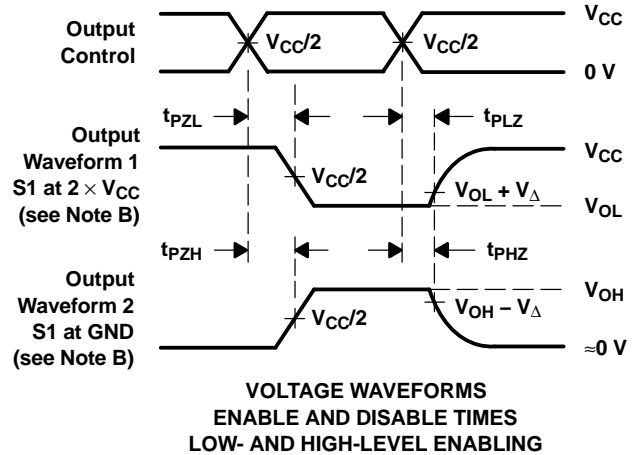 Output
Control
V_CC/2
V_CC/2
V_CC
0 V
t_PZL
t_PLZ
Output
Waveform 1
S1 at 2 × V_CC
(see Note B)
V_CC/2
V_OL + V_Δ
V_CC
V_OL
t_PZH
t_PHZ
Output
Waveform 2
S1 at GND
(see Note B)
V_CC/2
V_OH – V_Δ
V_OH
≈0 V
VOLTAGE WAVEFORMS
ENABLE AND DISABLE TIMES
LOW- AND HIGH-LEVEL ENABLING